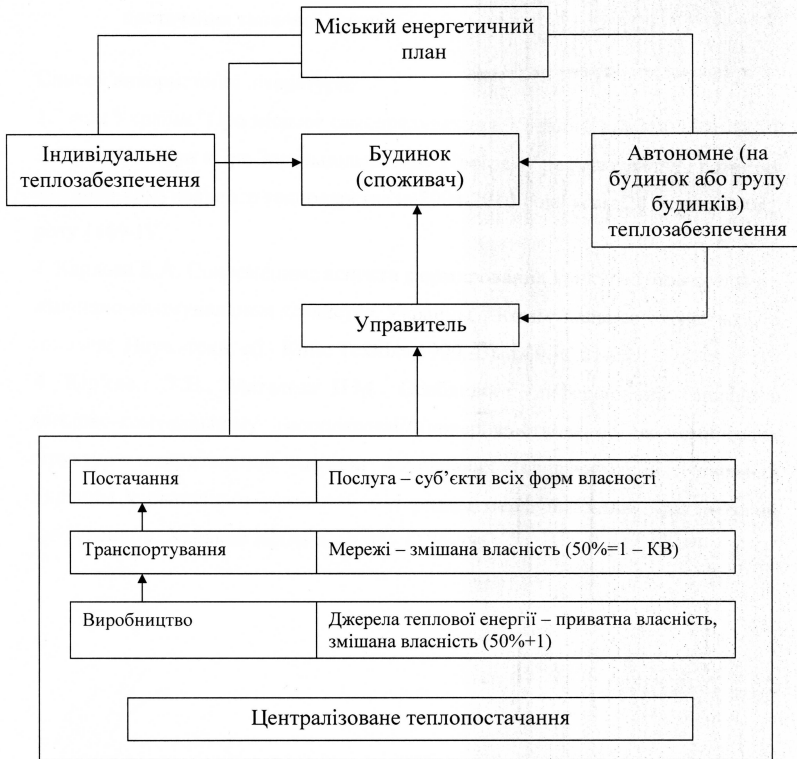 Міський енергетичний
план
Індивідуальне
теплозабезпечення
Будинок
(споживач)
Автономне (на
будинок або групу
будинків)
теплозабезпечення
Управитель
Постачання
Послуга – суб’єкти всіх форм власності
Транспортування
Мережі – змішана власність (50%=1 – КВ)
Виробництво
Джерела теплової енергії – приватна власність,
змішана власність (50%+1)
Централізоване теплопостачання